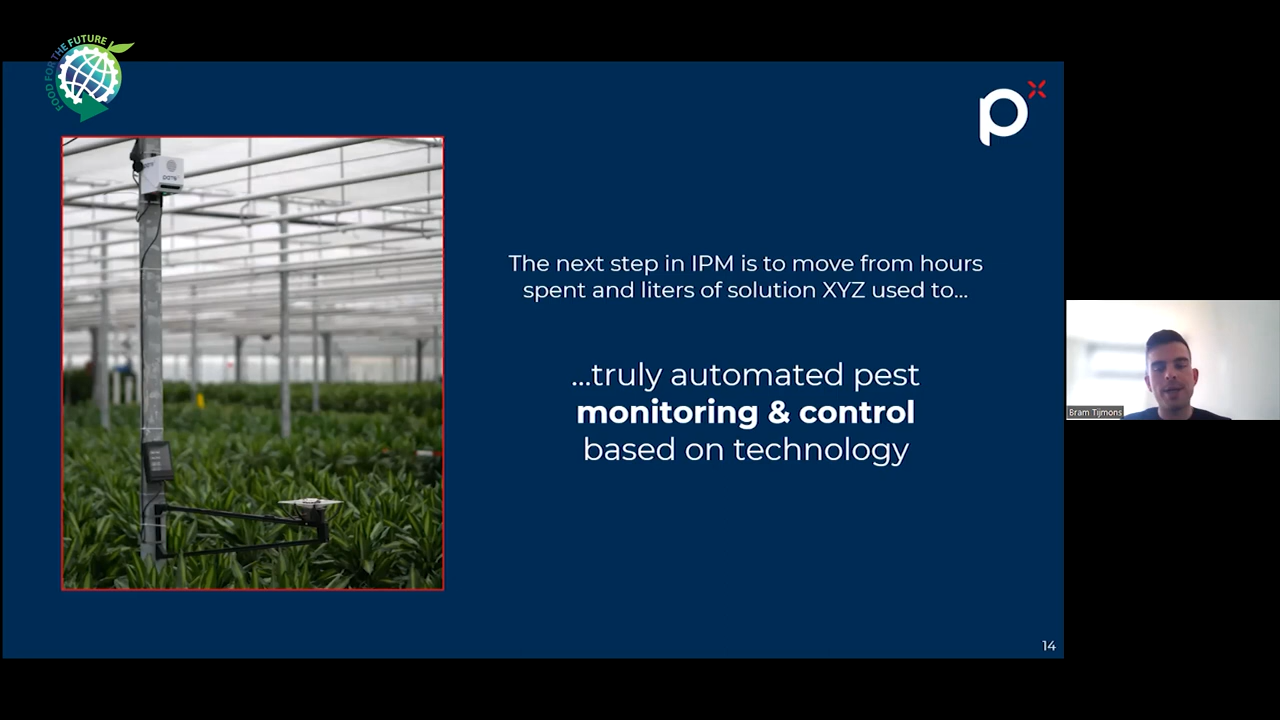 FOOD FOR THE FUTURE
The next step in IPM is to move from hours
spent and liters of solution XYZ used to...
...truly automated pest
monitoring & control
based on technology
Bram Tijmons
14